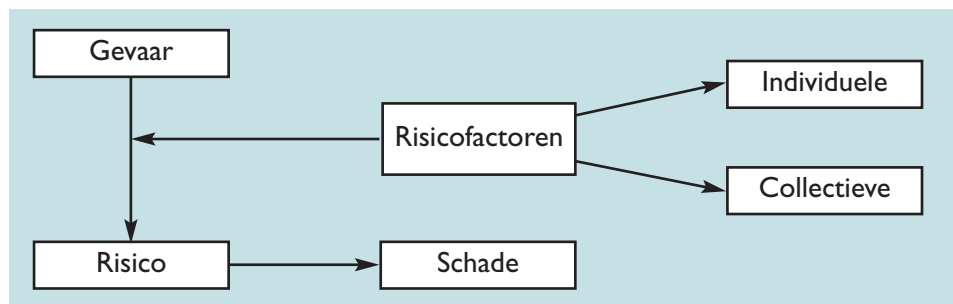 Gevaar
Individuele
Risicofactoren
Collectieve
Risico
Schade